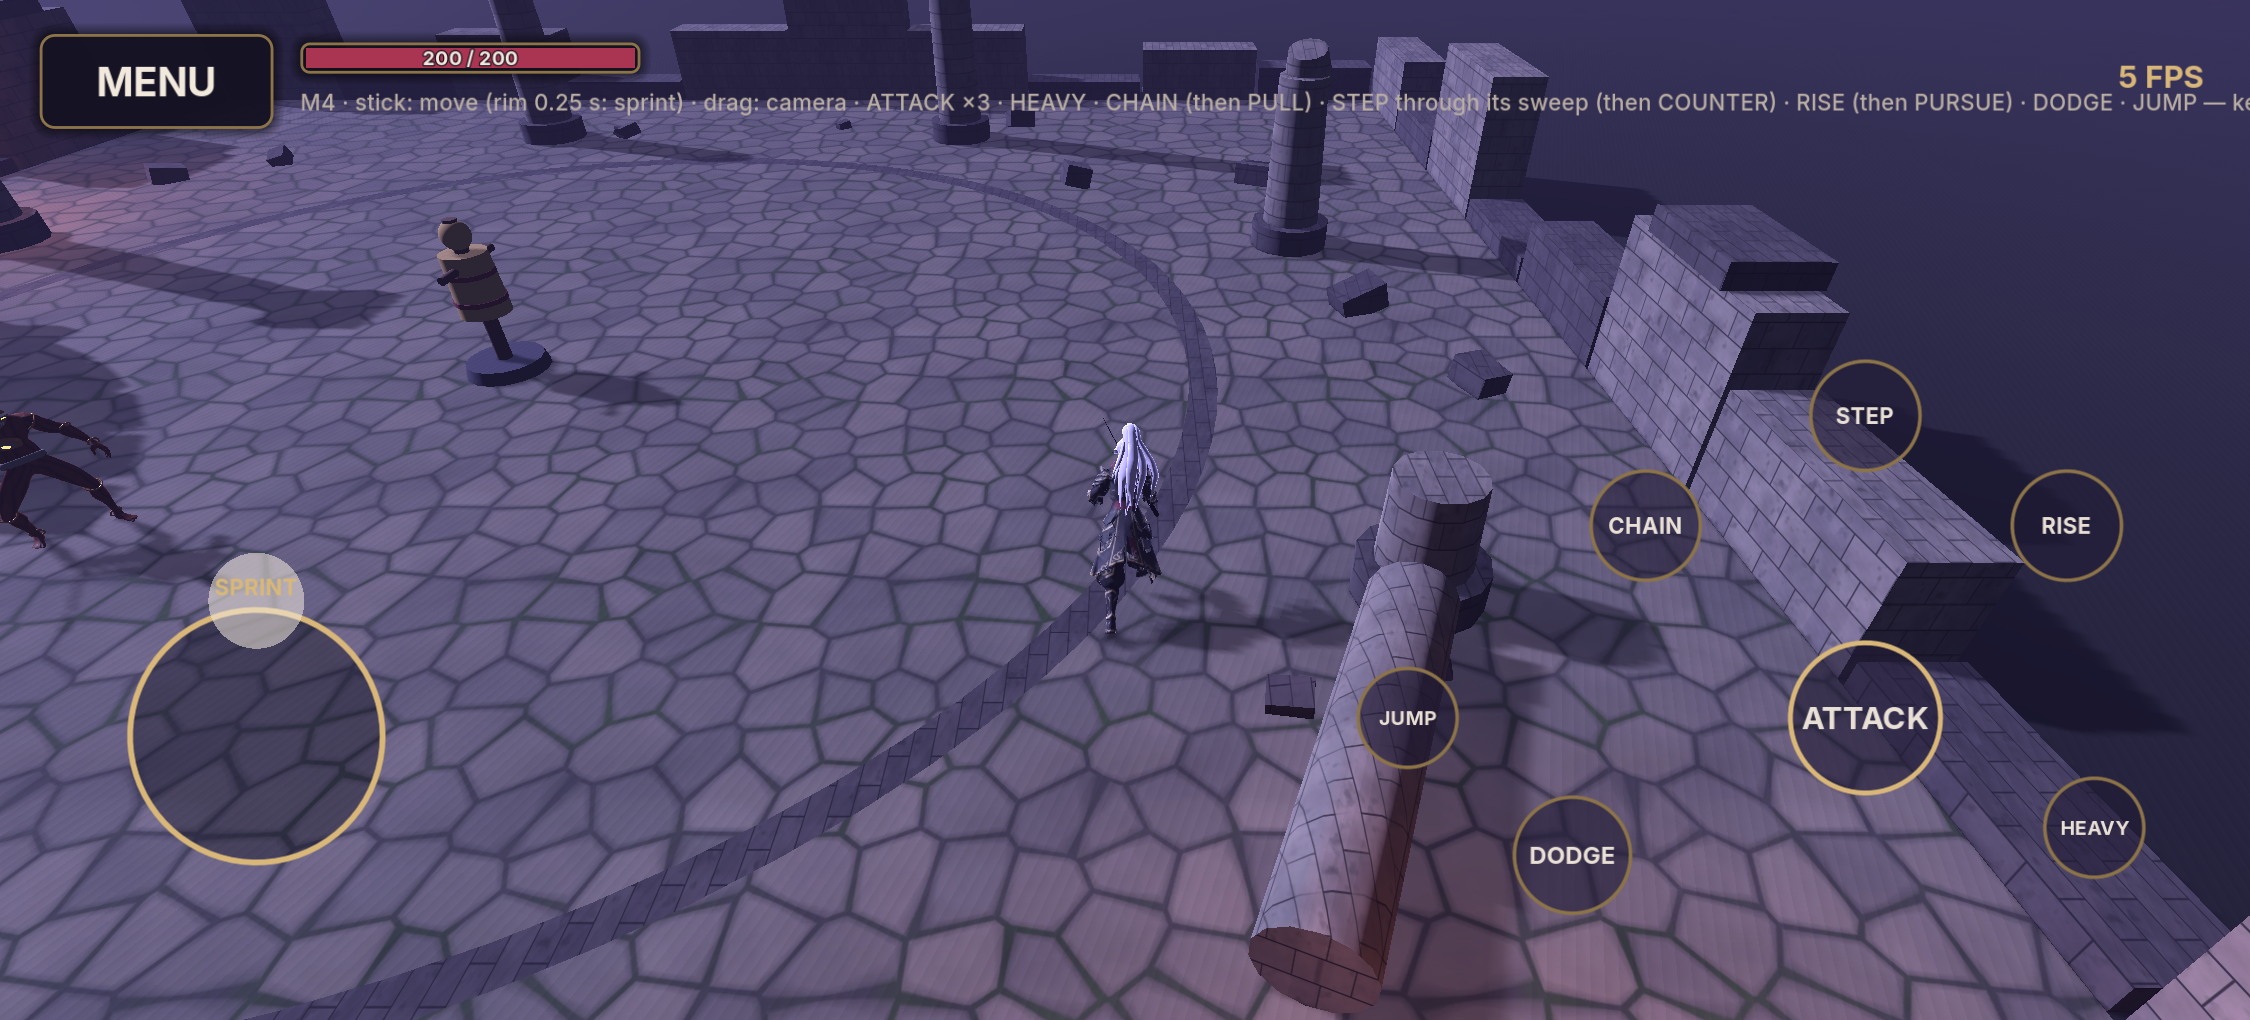 MENU
200 / 200
5 FPS
M4 · stick: move (rim 0.25 s: sprint) · drag: camera · ATTACK ×3 · HEAVY · CHAIN (then PULL) · STEP through its sweep (then COUNTER) · RISE (then PURSUE) · DODGE · JUMP —
STEP
CHAIN
RISE
SPRINT
JUMP
ATTACK
HEAVY
DODGE